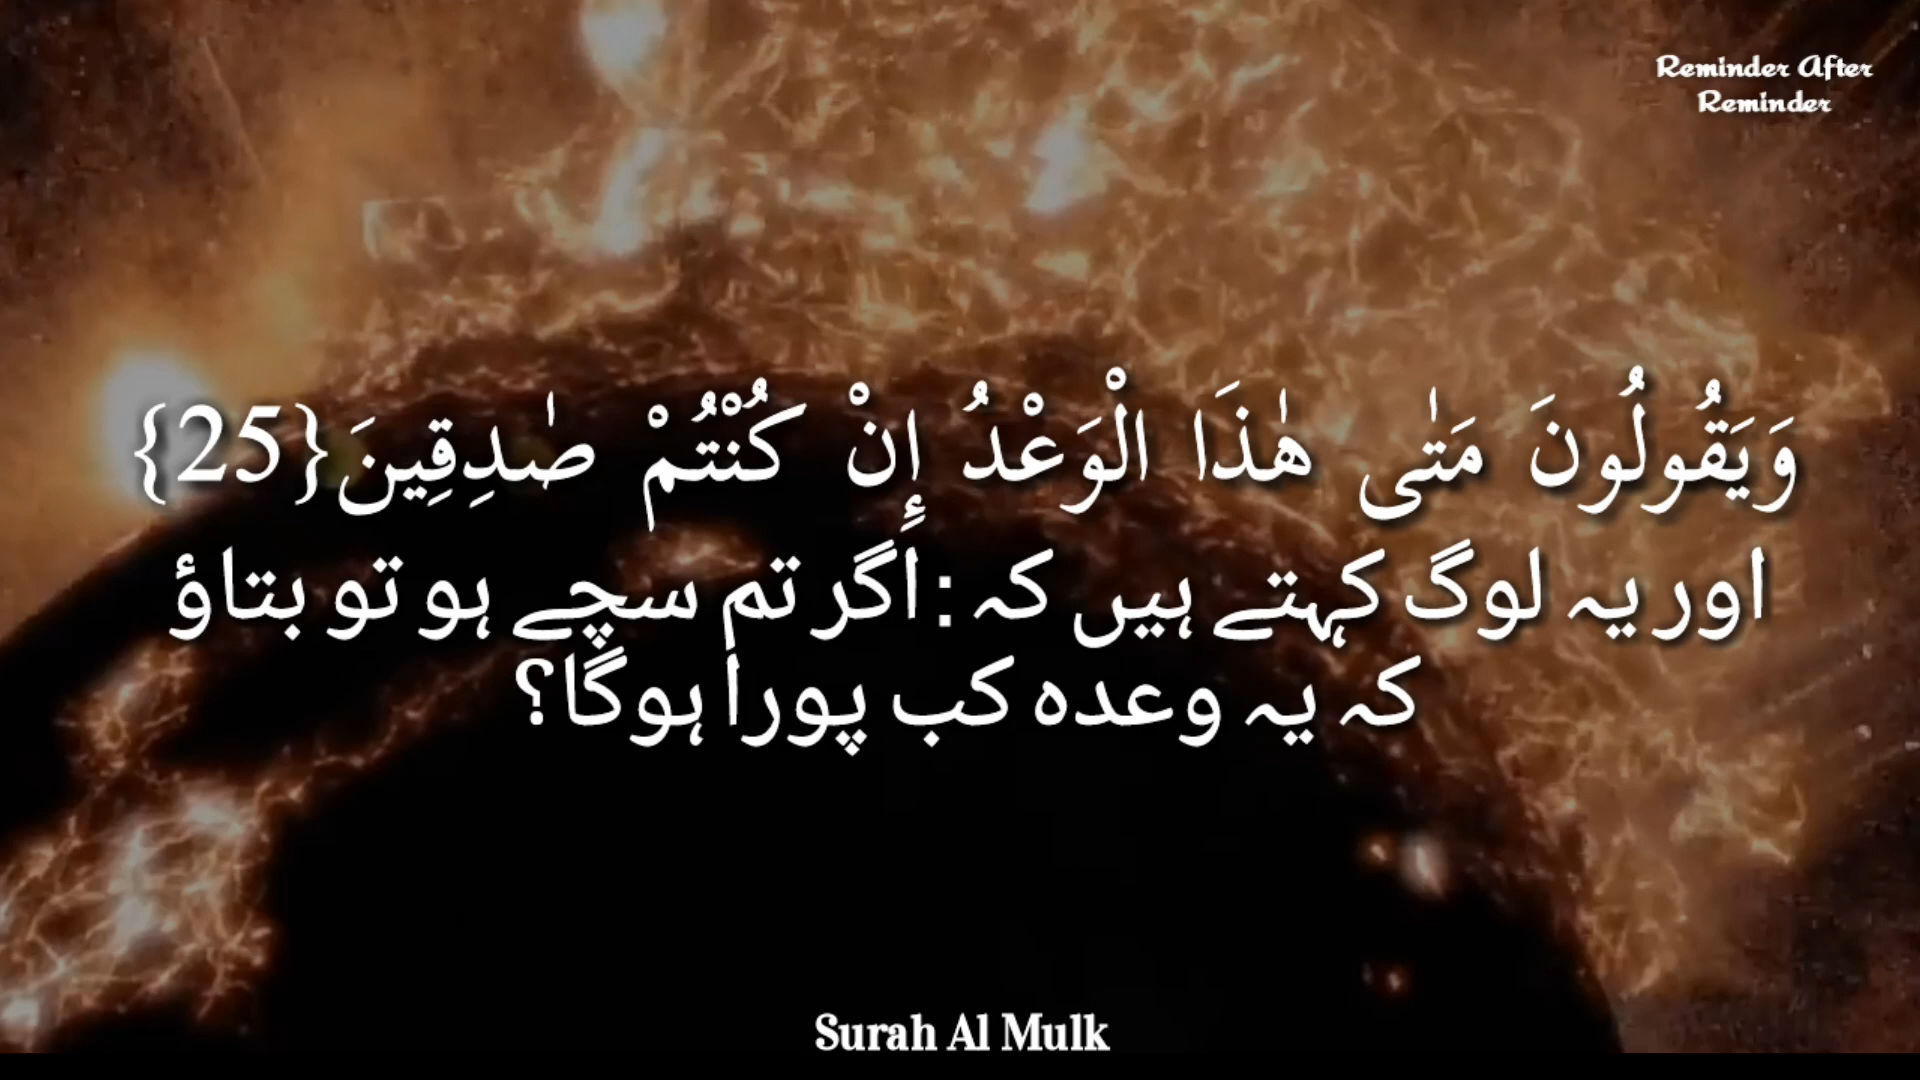 Reminder After
Reminder
وَيَقُولُونَ مَتٰى هٰذَا الْوَعْدُ إِنْ كُنْتُمْ صٰدِقِينَ{25}
اور یہ لوگ کہتے ہیں کہ : اگر تم سچے ہو تو بتاؤ
کہ یہ وعدہ کب پورا ہوگا؟
Surah Al Mulk